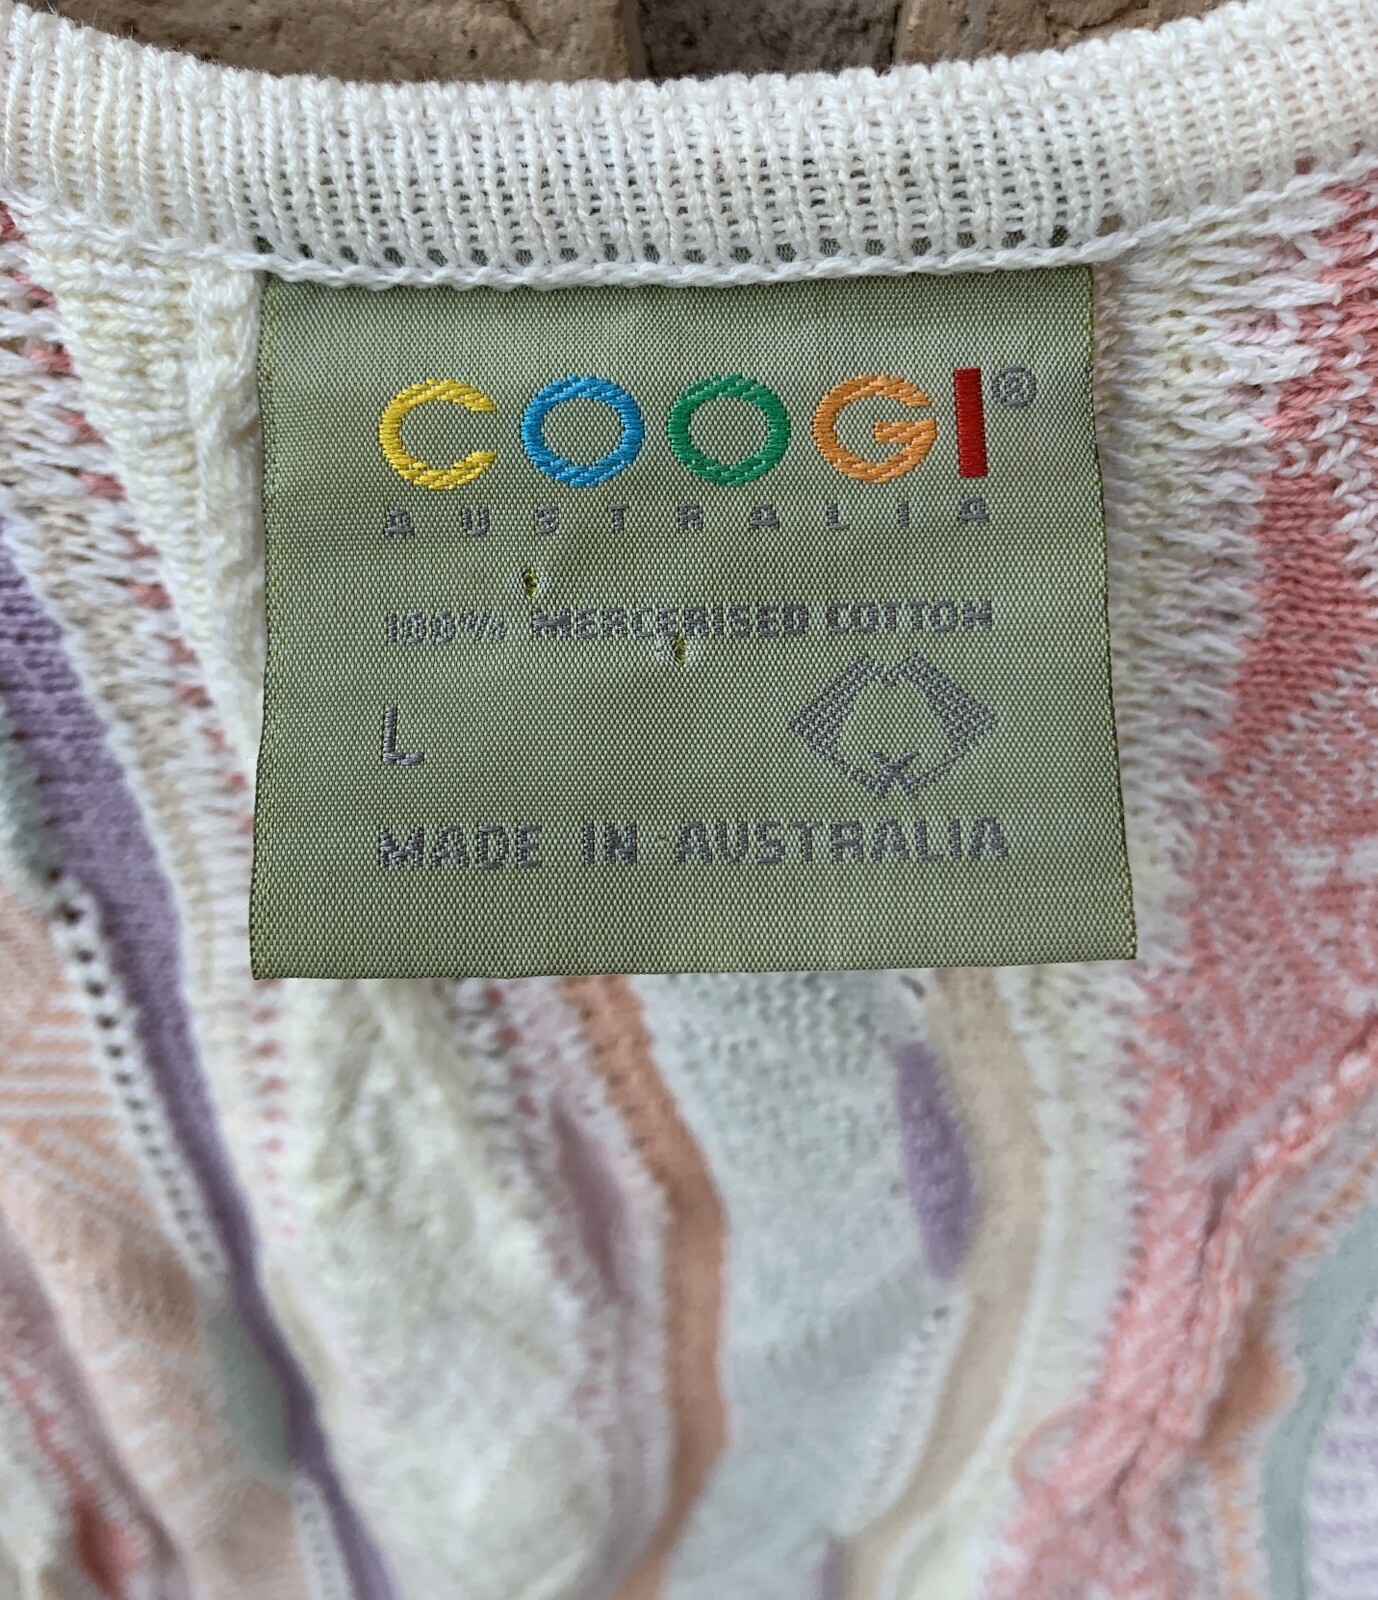 COOGI®
AUSTRALIA
100% MERCERISED COTTON
L
MADE IN AUSTRALIA